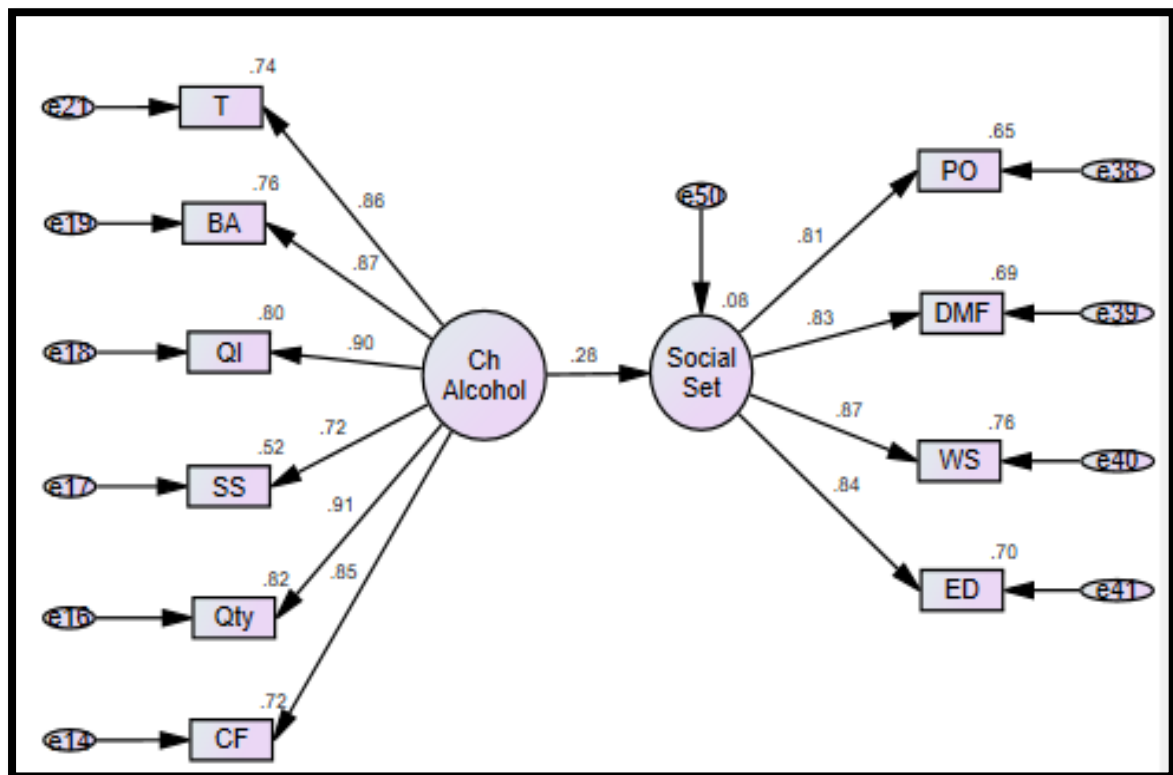 .74
e21
T
.86
.76
e19
BA
.87
.80
e18
QI
.90
.52
e17
SS
.72
.91
.82
e16
Qty
.85
.72
e14
CF
Ch
Alcohol
.28
e50
.08
Social
Set
.81
.65
PO
e38
.83
.69
DMF
e39
.87
.76
WS
e40
.84
.70
ED
e41